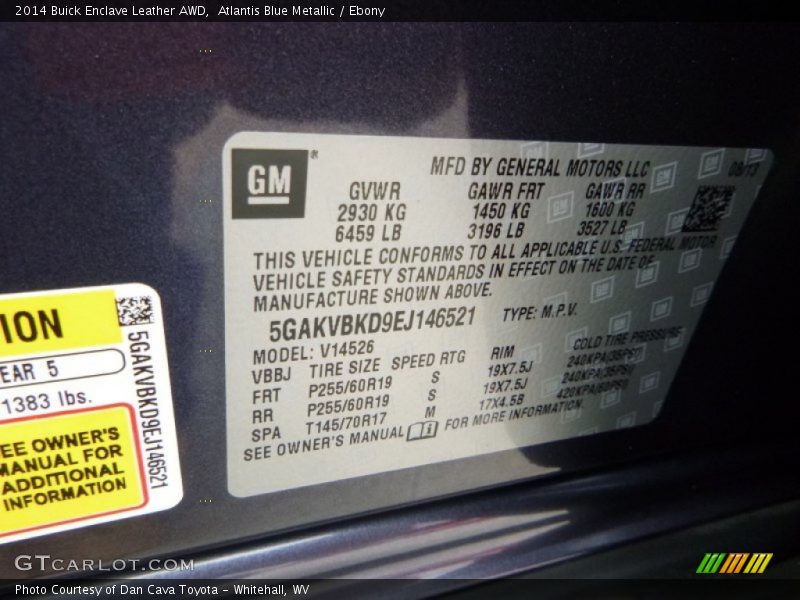 2014 Buick Enclave Leather AWD,  Atlantis Blue Metallic / Ebony
GM®
MFD BY GENERAL MOTORS LLC 08/13
GVWR GAWR FRT GAWR RR
2930 KG 1450 KG 1600 KG
6459 LB 3196 LB 3527 LB
THIS VEHICLE CONFORMS TO ALL APPLICABLE U.S. FEDERAL MOTOR
VEHICLE SAFETY STANDARDS IN EFFECT ON THE DATE OF
MANUFACTURE SHOWN ABOVE.
5GAKVBKD9EJ146521 TYPE: M.P.V.
MODEL: V14526
VBBJ TIRE SIZE SPEED RTG RIM COLD TIRE PRESSURE
FRT P255/60R19 S 19X7.5J 240KPA(35PSI)
RR P255/60R19 S 19X7.5J 240KPA(35PSI)
SPA T145/70R17 M 17X4.5B 420KPA(60PSI)
SEE OWNER'S MANUAL i FOR MORE INFORMATION.
ION
EAR 5
1383 lbs.
EE OWNER'S
MANUAL FOR
ADDITIONAL
INFORMATION
5GAKVBKD9EJ146521
GTCARLOT.COM
Photo Courtesy of Dan Cava Toyota - Whitehall, WV